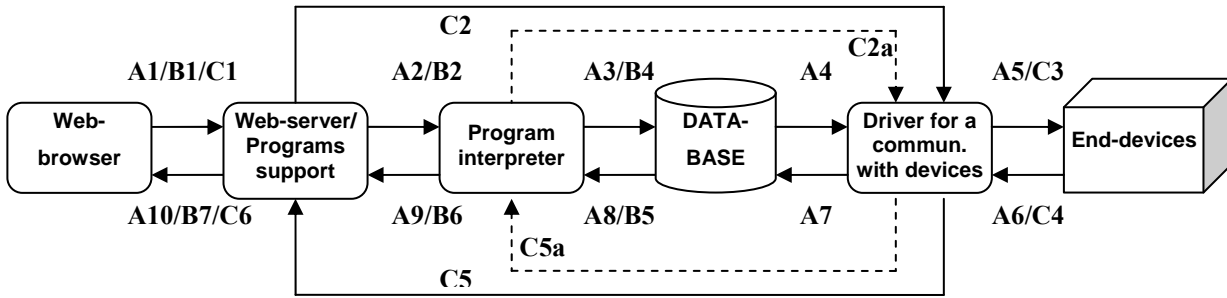 C2
C2a
A1/B1/C1
A2/B2
A3/B4
A4
A5/C3
Web-
browser
Web-server/
Programs
support
Program
interpreter
DATA-
BASE
Driver for a
commun.
with devices
End-devices
A10/B7/C6
A9/B6
A8/B5
A7
A6/C4
C5a
C5